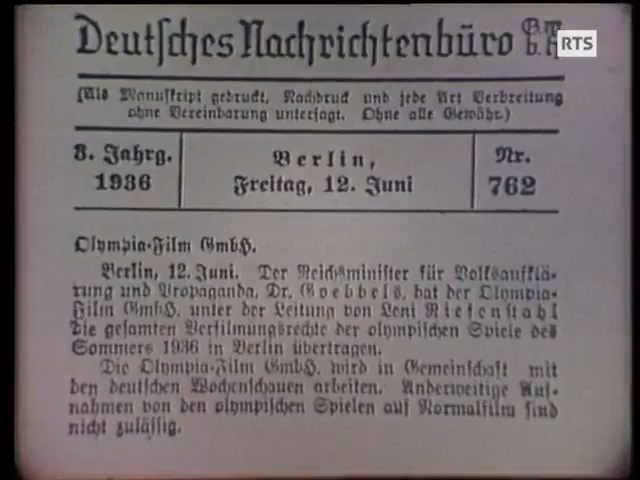 Deutsches Nachrichtenbüro G.
b.
RTS
(Als Manuskript gedruckt, Nachdruck und jede Art Verbreitung
ohne Vereinbarung untersagt. Ohne alle Gewähr.)
3. Jahrg.
1936
Berlin,
Freitag, 12. Juni
Nr.
762
Olympia-Film GmbH.
Berlin, 12. Juni. Der Reichsminister für Volksaufklä-
rung und Propaganda, Dr. Goebbels, hat der Olympia-
Film GmbH. unter der Leitung von Leni Riefenstahl
die gesamten Verfilmungsrechte der olympischen Spiele des
Sommers 1936 in Berlin übertragen.
Die Olympia-Film GmbH. wird in Gemeinschaft mit
den deutschen Wochenschauen arbeiten. Anderweitige Auf-
nahmen von den olympischen Spielen auf Normalfilm sind
nicht zulässig.